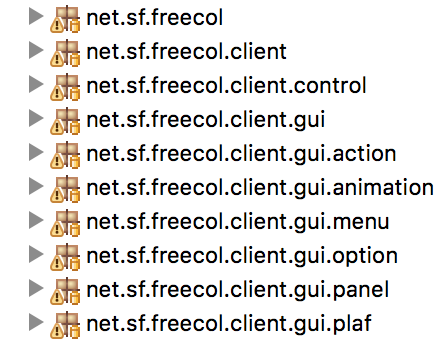 net.sf.freecol
net.sf.freecol.client
net.sf.freecol.client.control
net.sf.freecol.client.gui
net.sf.freecol.client.gui.action
net.sf.freecol.client.gui.animation
net.sf.freecol.client.gui.menu
net.sf.freecol.client.gui.option
net.sf.freecol.client.gui.panel
net.sf.freecol.client.gui.plaf